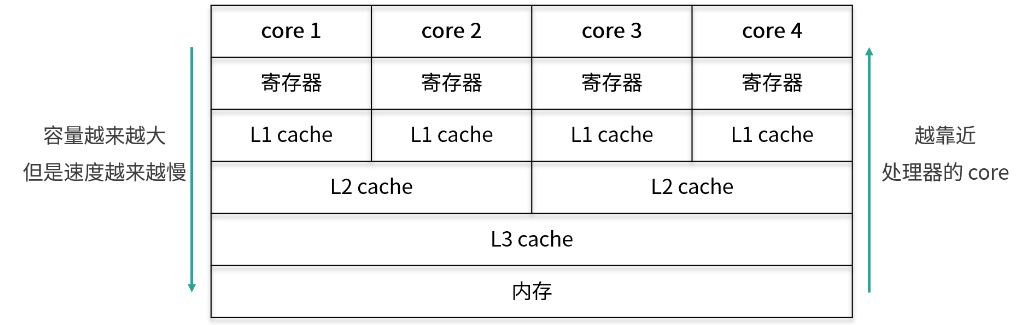 core 1 core 2 core 3 core 4
寄存器 寄存器 寄存器 寄存器
L1 cache L1 cache L1 cache L1 cache
L2 cache L2 cache
L3 cache
内存
容量越来越大
但是速度越来越慢
越靠近
处理器的 core